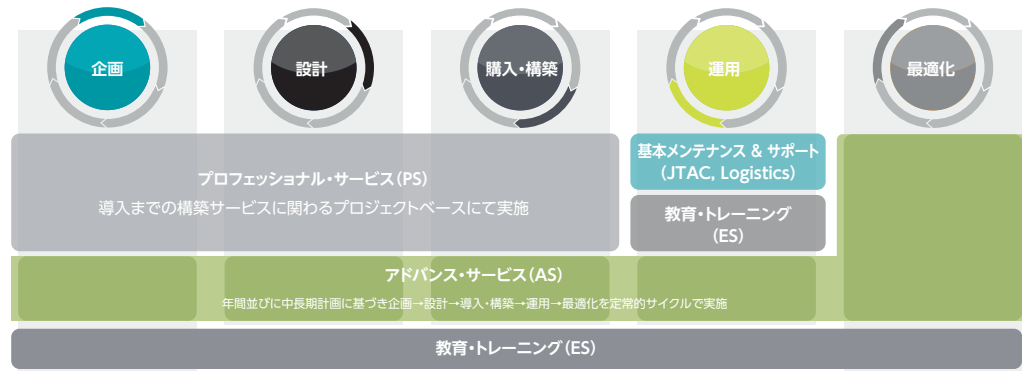 企画
設計
購入・構築
運用
最適化
プロフェッショナル・サービス(PS)
導入までの構築サービスに関わるプロジェクトベースにて実施
基本メンテナンス & サポート
(JTAC, Logistics)
教育・トレーニング
(ES)
アドバンス・サービス(AS)
年間並びに中長期計画に基づき企画→設計→導入・構築→運用→最適化を定常的サイクルで実施
教育・トレーニング(ES)